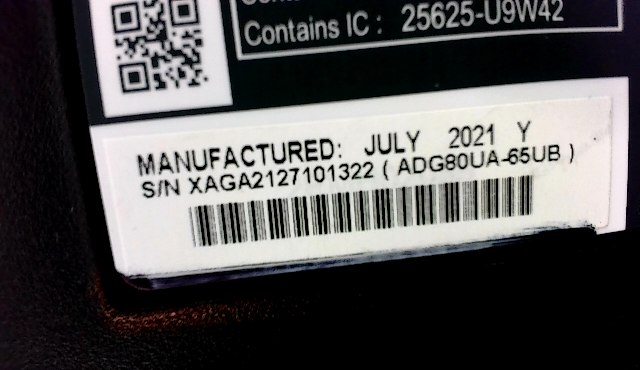 Contains IC : 25625-U9W42
MANUFACTURED: JULY 2021 Y
S/N XAGA2127101322 ( ADG80UA-65UB )